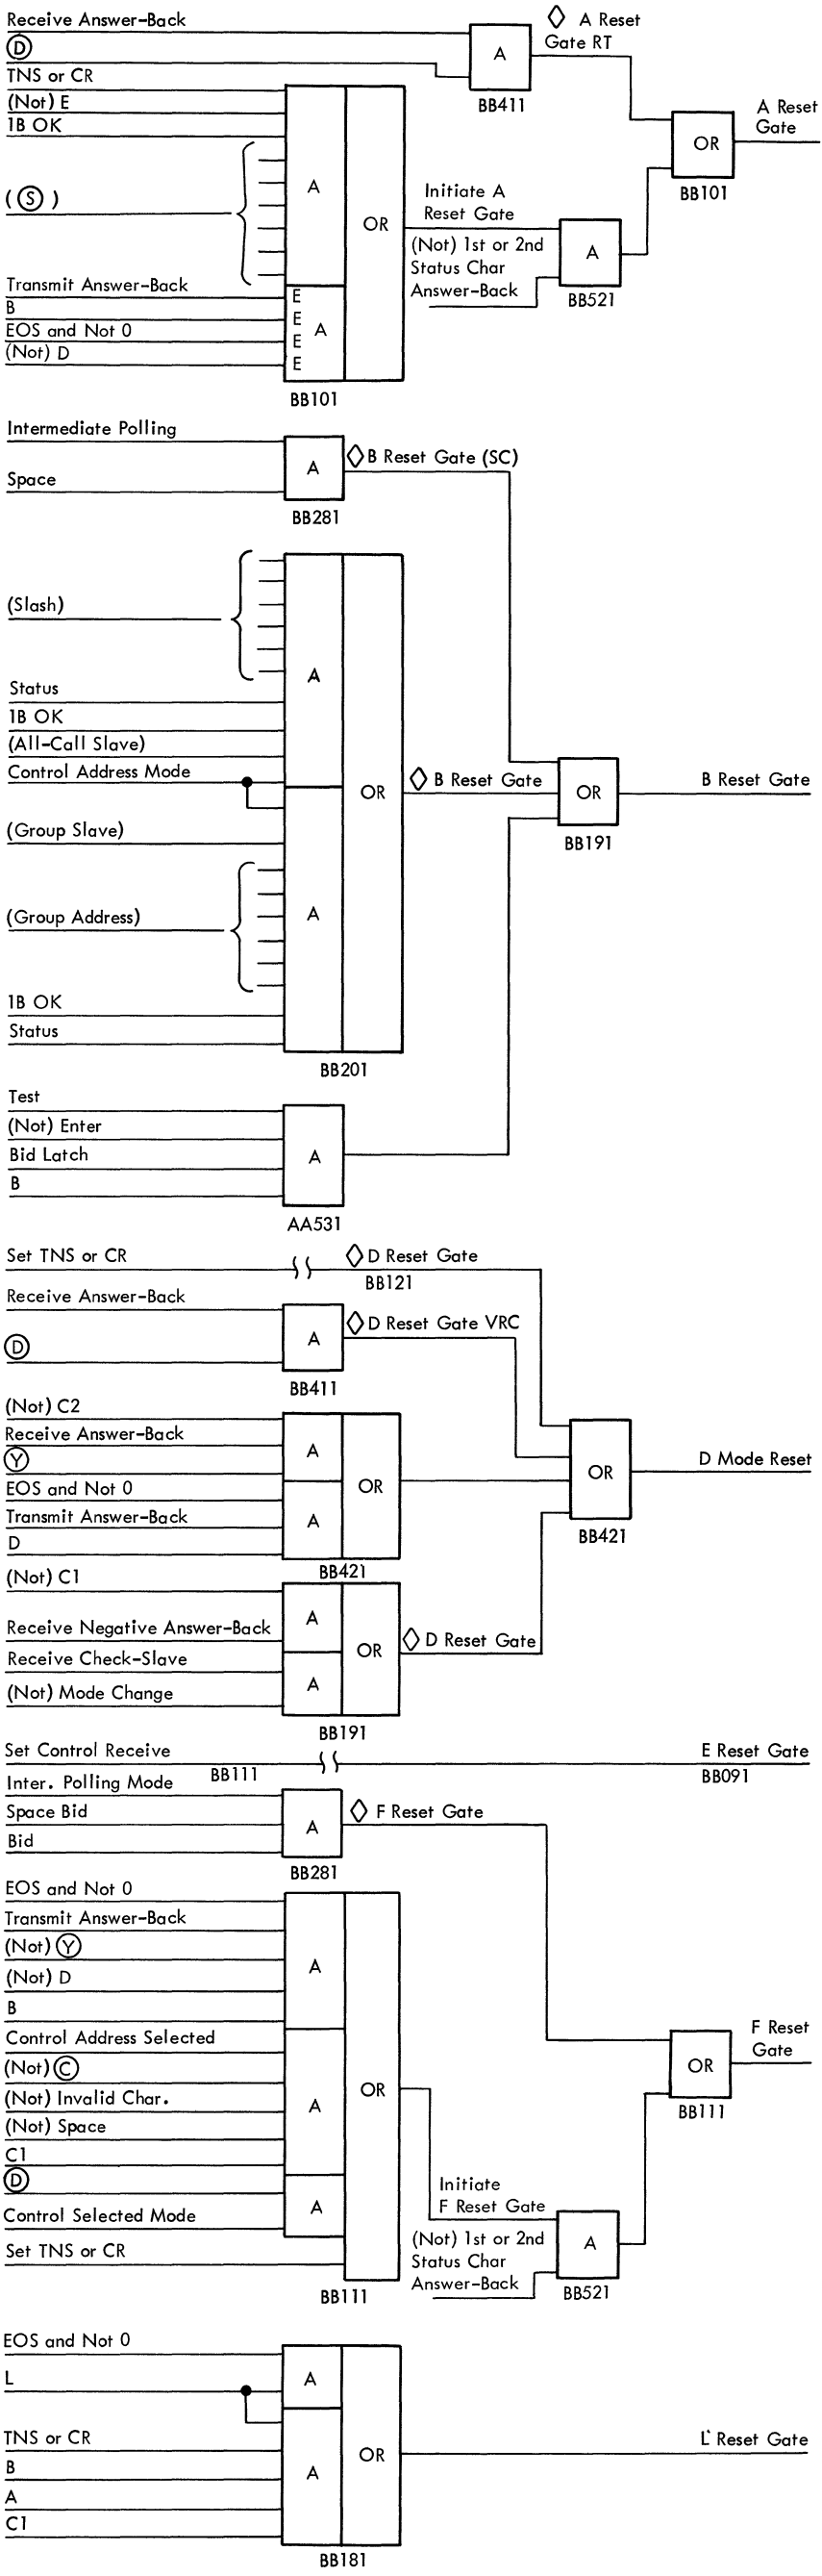 Receive Answer-Back
Ⓓ
TNS or CR
(Not) E
1B OK
(Ⓢ)
Transmit Answer-Back
B
EOS and Not 0
(Not) D
A
OR
E
E
E
E
A
BB101
A
BB411
◇ A Reset
Gate RT
Initiate A
Reset Gate
(Not) 1st or 2nd
Status Char
Answer-Back
A
BB521
OR
BB101
A Reset
Gate
Intermediate Polling
Space
A
BB281
◇ B Reset Gate (SC)
(Slash)
Status
1B OK
(All-Call Slave)
Control Address Mode
(Group Slave)
(Group Address)
1B OK
Status
A
A
OR
BB201
◇ B Reset Gate
OR
BB191
B Reset Gate
Test
(Not) Enter
Bid Latch
B
A
AA531
Set TNS or CR
◇ D Reset Gate
BB121
Receive Answer-Back
Ⓓ
A
BB411
◇ D Reset Gate VRC
(Not) C2
Receive Answer-Back
Ⓨ
EOS and Not 0
Transmit Answer-Back
D
A
A
OR
BB421
(Not) C1
Receive Negative Answer-Back
Receive Check-Slave
(Not) Mode Change
A
A
OR
BB191
◇ D Reset Gate
OR
BB421
D Mode Reset
Set Control Receive
BB111
E Reset Gate
BB091
Inter. Polling Mode
Space Bid
Bid
A
BB281
◇ F Reset Gate
EOS and Not 0
Transmit Answer-Back
(Not) Ⓨ
(Not) D
B
Control Address Selected
(Not) Ⓒ
(Not) Invalid Char.
(Not) Space
C1
Ⓓ
Control Selected Mode
Set TNS or CR
A
A
A
OR
BB111
Initiate
F Reset Gate
(Not) 1st or 2nd
Status Char
Answer-Back
A
BB521
OR
BB111
F Reset
Gate
EOS and Not 0
L
TNS or CR
B
A
C1
A
A
OR
BB181
L Reset Gate